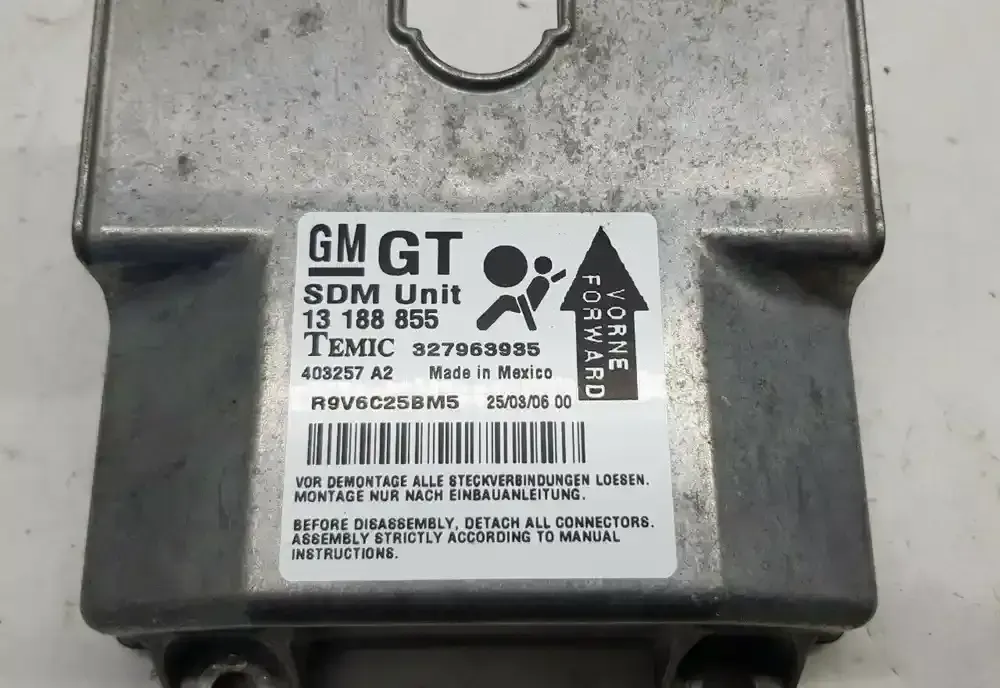 GM GT
SDM Unit
13 188 855
TEMIC 327963935
403257 A2 Made in Mexico
R9V6C25BM5 25/03/06 00
VORNE
FORWARD
VOR DEMONTAGE ALLE STECKVERBINDUNGEN LOESEN.
MONTAGE NUR NACH EINBAUANLEITUNG.
BEFORE DISASSEMBLY, DETACH ALL CONNECTORS.
ASSEMBLY STRICTLY ACCORDING TO MANUAL
INSTRUCTIONS.